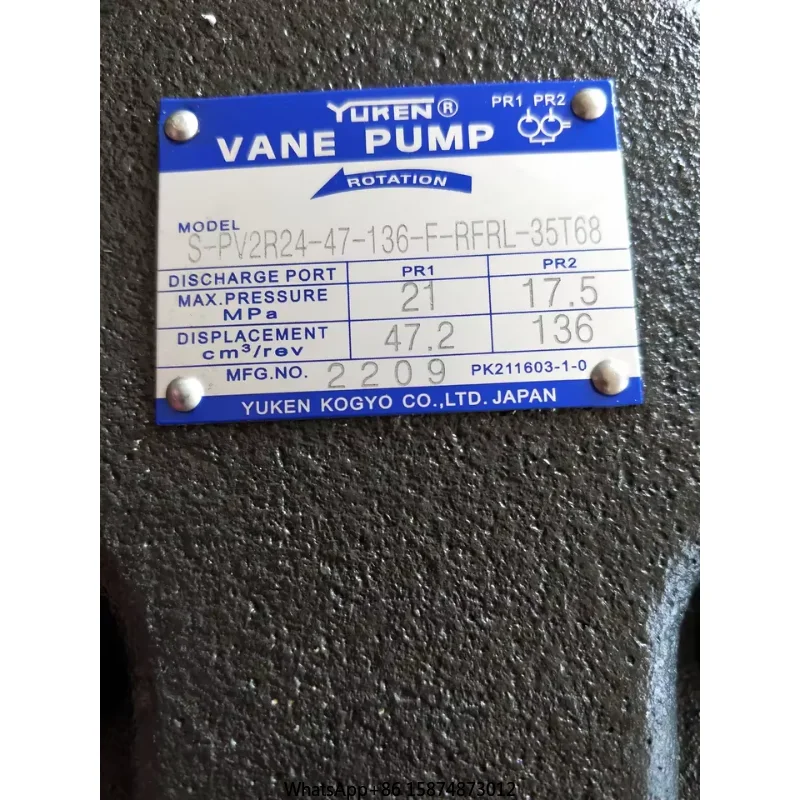 YUKEN® PR1 PR2
VANE PUMP
ROTATION
MODEL S-PV2R24-47-136-F-RFRL-35T68
DISCHARGE PORT PR1 PR2
MAX.PRESSURE MPa 21 17.5
DISPLACEMENT cm³/rev 47.2 136
MFG.NO. 2209 PK211603-1-0
YUKEN KOGYO CO.,LTD. JAPAN
WhatsApp+86 15874873012